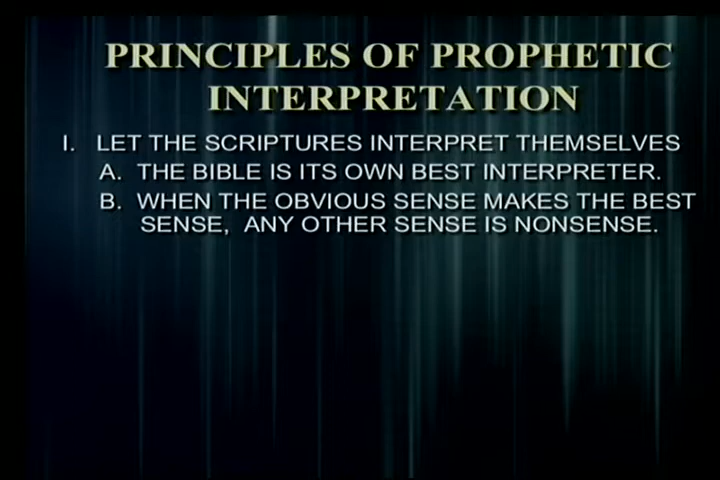 PRINCIPLES OF PROPHETIC
INTERPRETATION
I. LET THE SCRIPTURES INTERPRET THEMSELVES
A. THE BIBLE IS ITS OWN BEST INTERPRETER.
B. WHEN THE OBVIOUS SENSE MAKES THE BEST
SENSE, ANY OTHER SENSE IS NONSENSE.